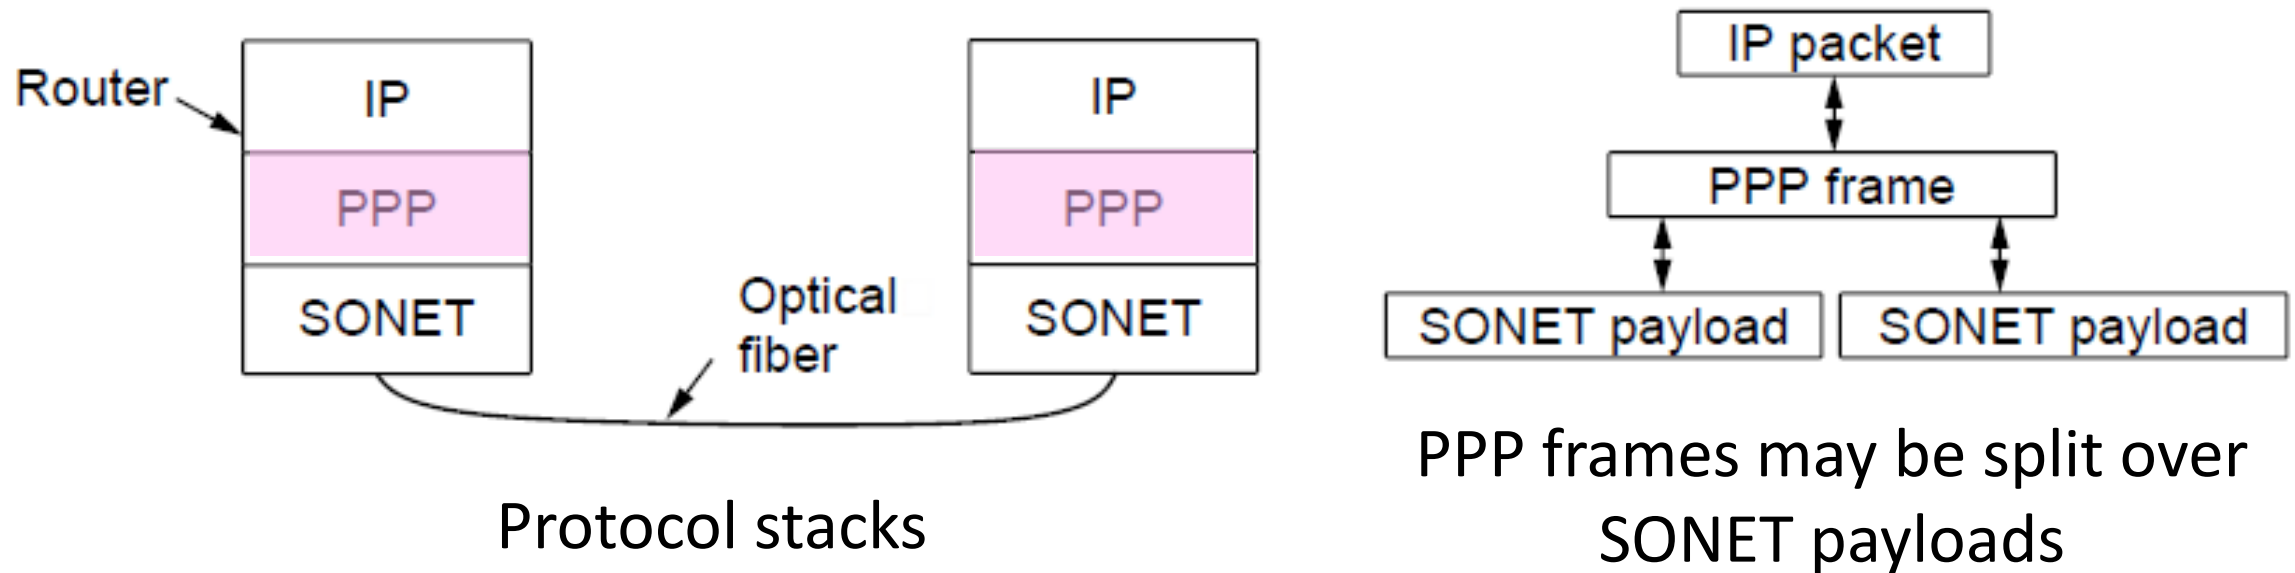 Router
IP
PPP
SONET
Optical
fiber
IP
PPP
SONET
Protocol stacks
IP packet
PPP frame
SONET payload
SONET payload
PPP frames may be split over
SONET payloads